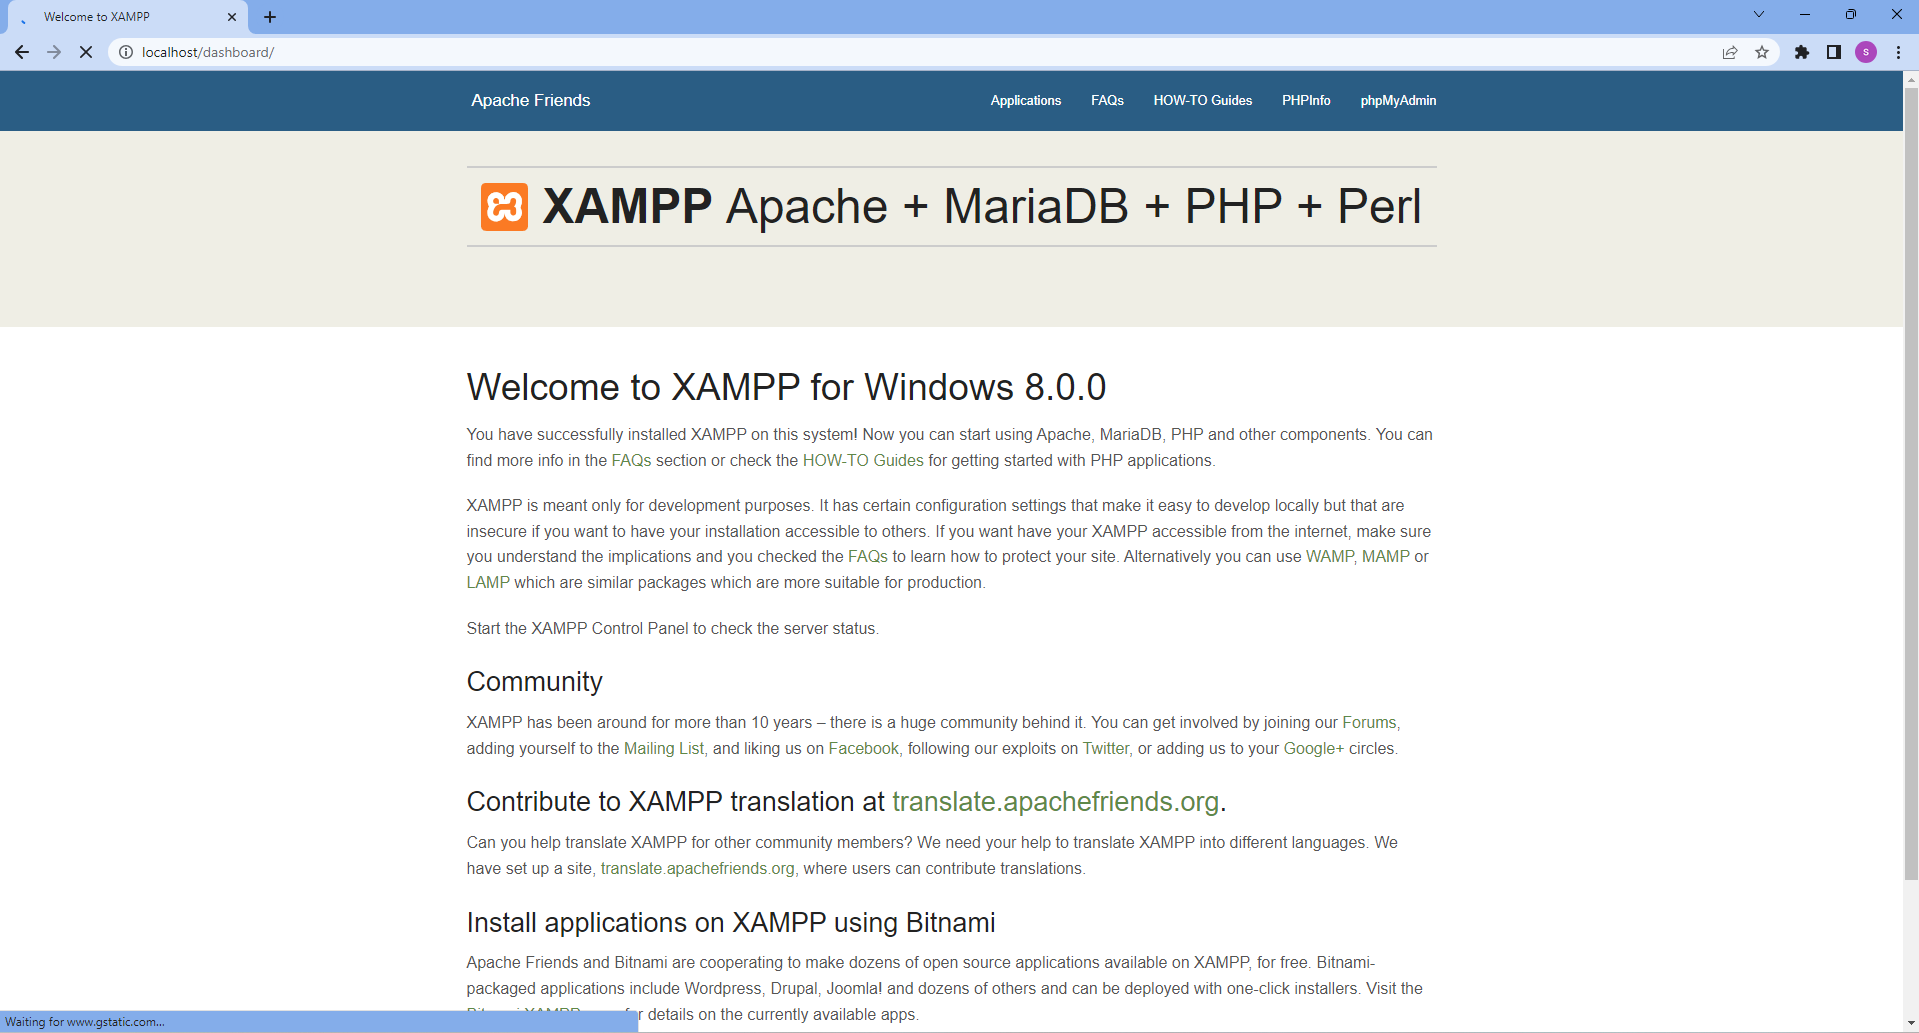 Welcome to XAMPP
localhost/dashboard/
S
Apache Friends
Applications
FAQs
HOW-TO Guides
PHPInfo
phpMyAdmin
XAMPP Apache + MariaDB + PHP + Perl
Welcome to XAMPP for Windows 8.0.0
You have successfully installed XAMPP on this system! Now you can start using Apache, MariaDB, PHP and other components. You can
find more info in the FAQs section or check the HOW-TO Guides for getting started with PHP applications.
XAMPP is meant only for development purposes. It has certain configuration settings that make it easy to develop locally but that are
insecure if you want to have your installation accessible to others. If you want have your XAMPP accessible from the internet, make sure
you understand the implications and you checked the FAQs to learn how to protect your site. Alternatively you can use WAMP, MAMP or
LAMP which are similar packages which are more suitable for production.
Start the XAMPP Control Panel to check the server status.
Community
XAMPP has been around for more than 10 years – there is a huge community behind it. You can get involved by joining our Forums,
adding yourself to the Mailing List, and liking us on Facebook, following our exploits on Twitter, or adding us to your Google+ circles.
Contribute to XAMPP translation at translate.apachefriends.org.
Can you help translate XAMPP for other community members? We need your help to translate XAMPP into different languages. We
have set up a site, translate.apachefriends.org, where users can contribute translations.
Install applications on XAMPP using Bitnami
Apache Friends and Bitnami are cooperating to make dozens of open source applications available on XAMPP, for free. Bitnami-
packaged applications include Wordpress, Drupal, Joomla! and dozens of others and can be deployed with one-click installers. Visit the
details on the currently available apps.
Waiting for www.gstatic.com...